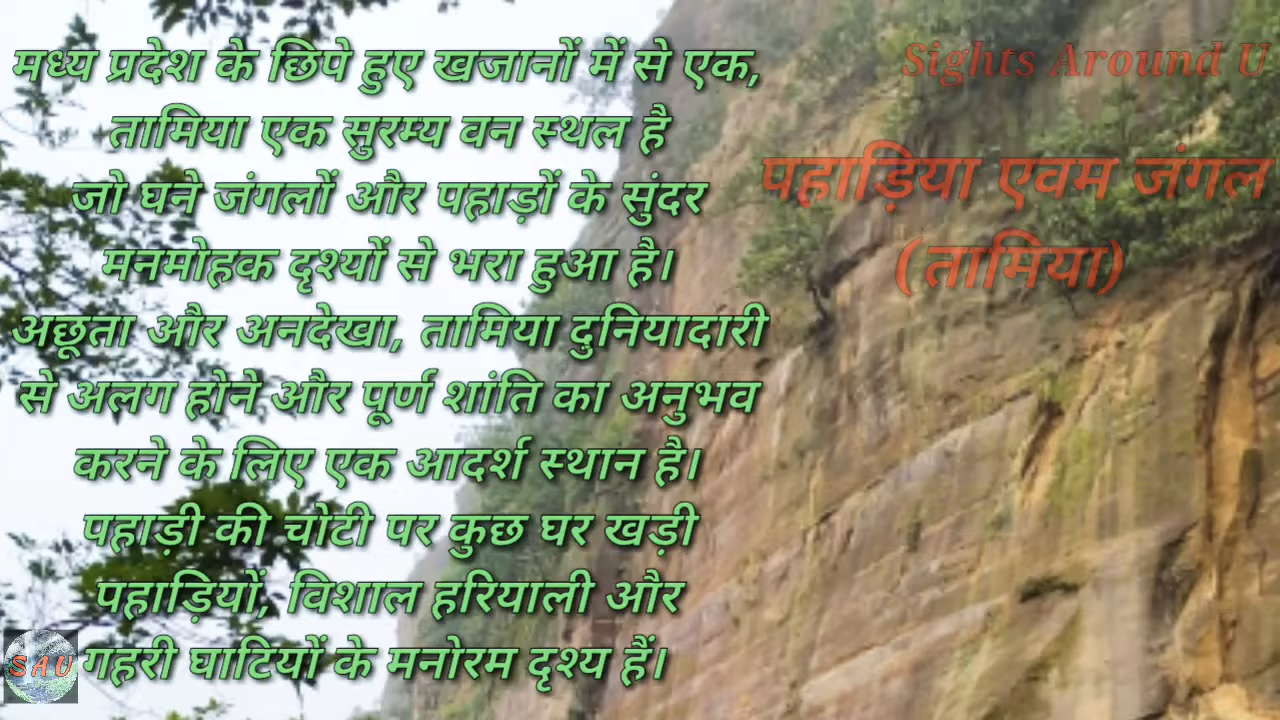 मध्य प्रदेश के छिपे हुए खजानों में से एक,
तामिया एक सुरम्य वन स्थल है
जो घने जंगलों और पहाड़ों के सुंदर
मनमोहक दृश्यों से भरा हुआ है।
अछूता और अनदेखा, तामिया दुनियादारी
से अलग होने और पूर्ण शांति का अनुभव
करने के लिए एक आदर्श स्थान है।
पहाड़ी की चोटी पर कुछ घर खड़ी
पहाड़ियों, विशाल हरियाली और
गहरी घाटियों के मनोरम दृश्य हैं।
Sights Around U
पहाड़िया एवम जंगल
(तामिया)
SAU